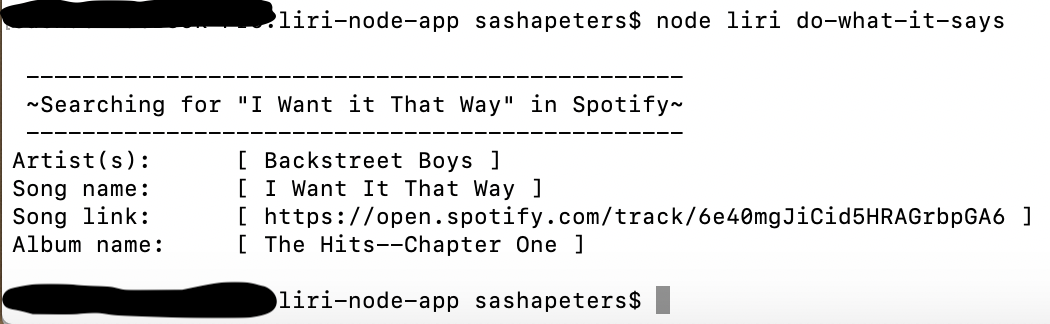 :liri-node-app sashapeters$ node liri do-what-it-says
-----------------------------------------------
~Searching for "I Want it That Way" in Spotify~
-----------------------------------------------
Artist(s): [ Backstreet Boys ]
Song name: [ I Want It That Way ]
Song link: [ https://open.spotify.com/track/6e40mgJiCid5HRAGrbpGA6 ]
Album name: [ The Hits--Chapter One ]
liri-node-app sashapeters$